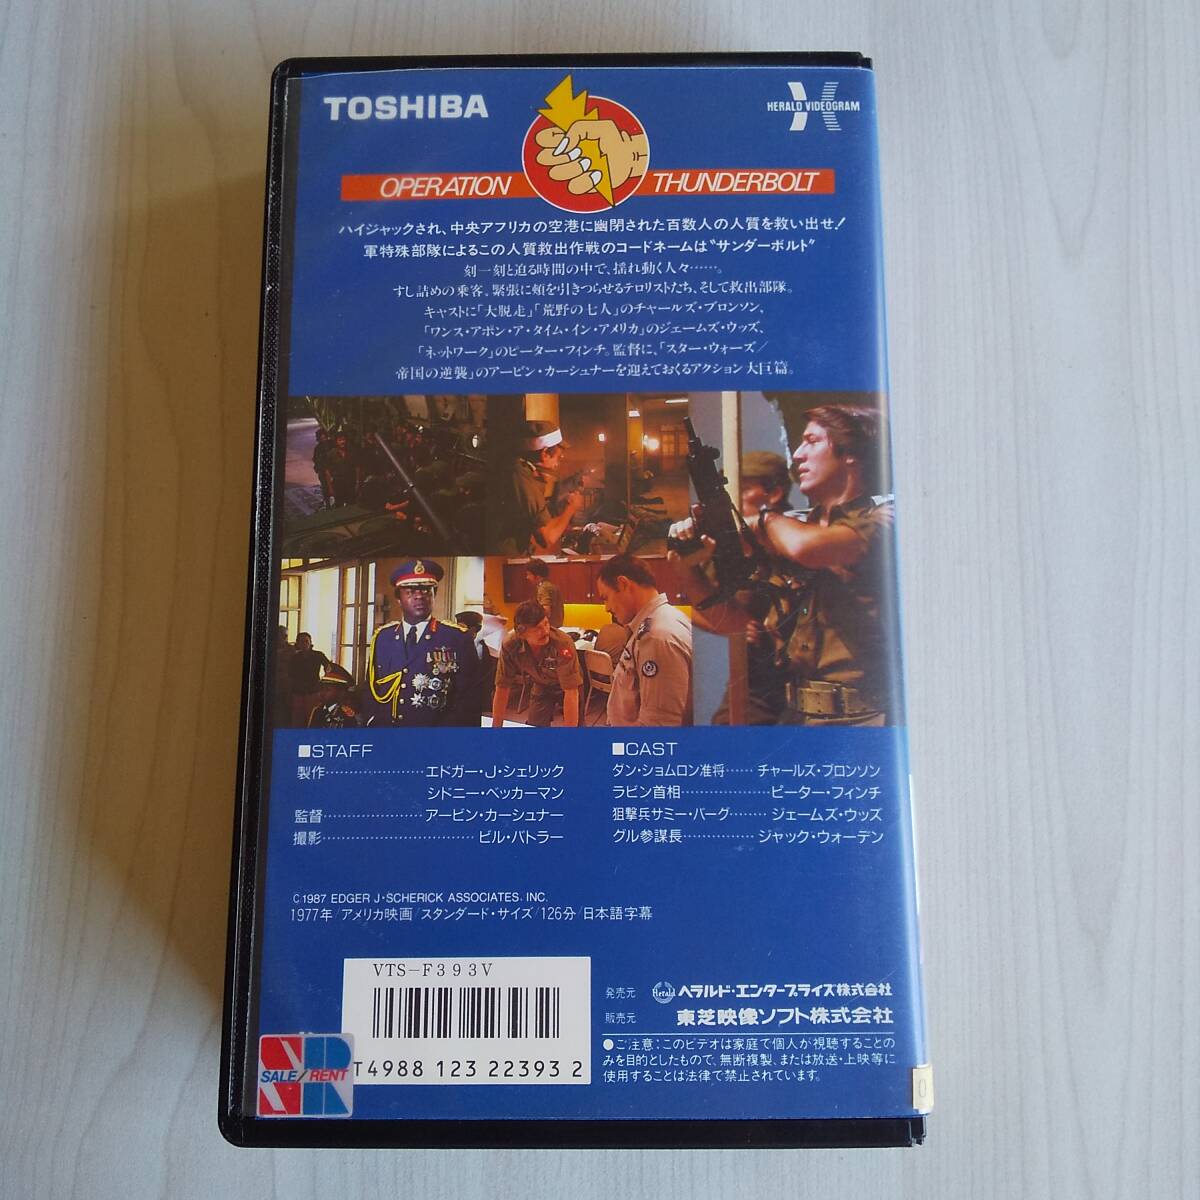 TOSHIBA
HERALD VIDEOGRAM
OPERATION THUNDERBOLT
ハイジャックされ、中央アフリカの空港に幽閉された百数人の人質を救い出せ!
軍特殊部隊によるこの人質救出作戦のコードネームは"サンダーボルト"
刻一刻と迫る時間の中で、揺れ動く人々……。
すし詰めの乗客。緊張に頬を引きつらせるテロリストたち、そして救出部隊。
キャストに「大脱走」「荒野の七人」のチャールズ・ブロンソン、
「ワンス・アポン・ア・タイム・イン・アメリカ」のジェームズ・ウッズ、
「ネットワーク」のピーター・フィンチ。監督に、「スター・ウォーズ/
帝国の逆襲」のアービン・カーシュナーを迎えておくるアクション大巨篇。
■STAFF
製作…………………エドガー・J・シェリック
シドニー・ベッカーマン
監督…………………アービン・カーシュナー
撮影…………………………ビル・バトラー
■CAST
ダン・ショムロン准将……チャールズ・ブロンソン
ラビン首相………………ピーター・フィンチ
狙撃兵サミー・バーグ………ジェームズ・ウッズ
グル参謀長……………ジャック・ウォーデン
©1987 EDGER J・SCHERICK ASSOCIATES, INC.
1977年/アメリカ映画/スタンダード・サイズ/126分/日本語字幕
VTS-F393V
T4988 123 22393 2
SALE/RENT
発売元 Herald ヘラルド・エンタープライズ株式会社
販売元 東芝映像ソフト株式会社
●ご注意:このビデオは家庭で個人が視聴することの
みを目的としたもので、無断複製、または放送・上映等に
使用することは法律で禁止されています。